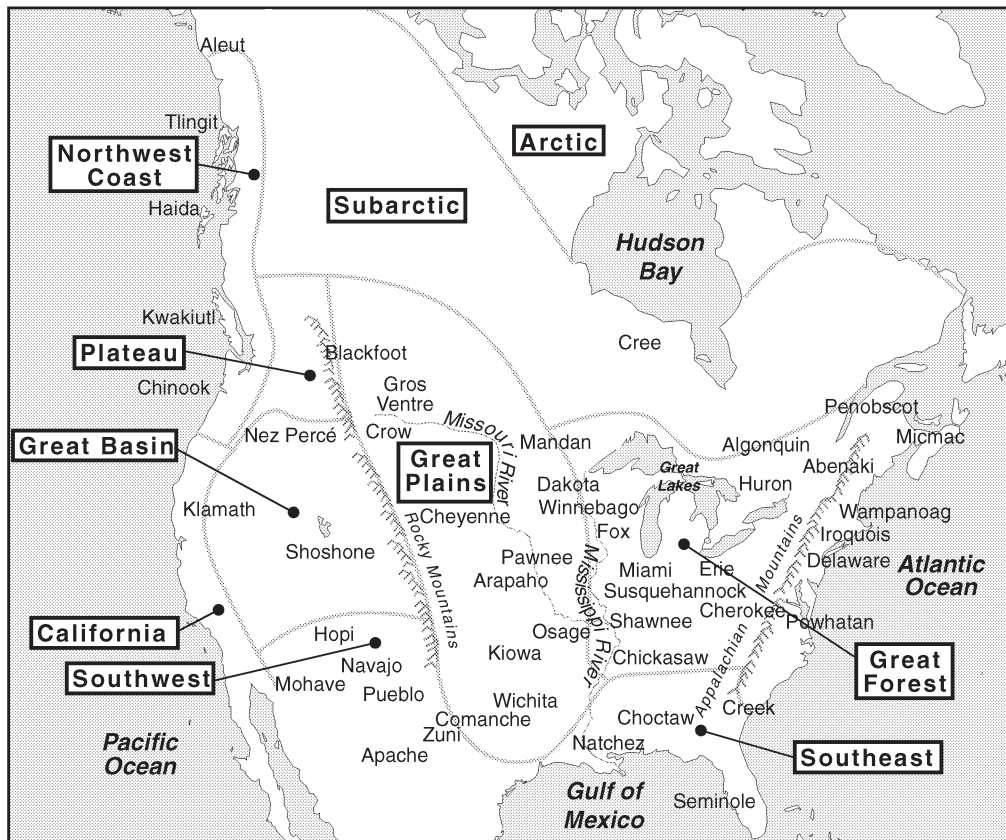 Aleut
Tlingit
Northwest
Coast
Arctic
Subarctic
Haida
Hudson
Bay
Kwakiutl
Plateau
Blackfoot
Cree
Chinook
Gros
Ventre
Missouri River
Penobscot
Nez Percé
Crow
Mandan
Algonquin
Micmac
Great Basin
Great
Plains
Great
Lakes
Abenaki
Dakota
Huron
Klamath
Cheyenne
Winnebago
Wampanoag
Fox
Iroquois
Shoshone
Rocky Mountains
Pawnee
Mississippi River
Miami
Erie
Appalachian Mountains
Delaware
Atlantic
Ocean
Arapaho
Susquehannock
Cherokee
California
Hopi
Osage
Shawnee
Powhatan
Kiowa
Chickasaw
Great
Forest
Southwest
Navajo
Mohave
Pueblo
Wichita
Comanche
Choctaw
Creek
Zuni
Natchez
Pacific
Ocean
Apache
Southeast
Gulf of
Mexico
Seminole